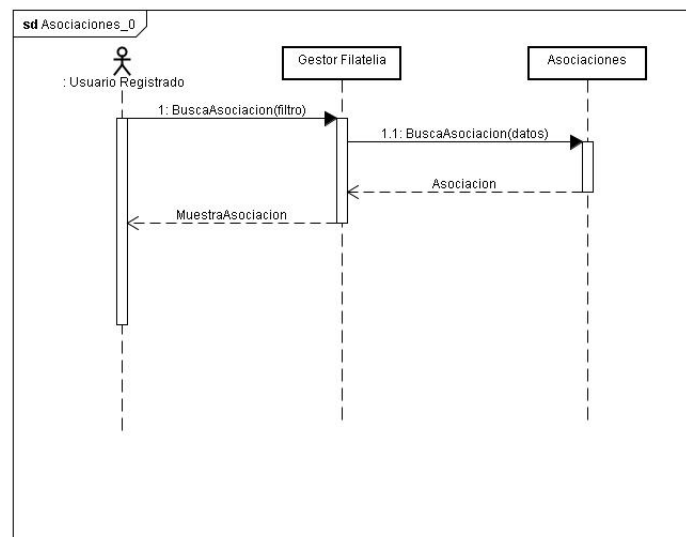 sd Asociaciones_0
: Usuario Registrado
Gestor Filatelia
Asociaciones
1: BuscaAsociacion(filtro)
1.1: BuscaAsociacion(datos)
Asociacion
MuestraAsociacion